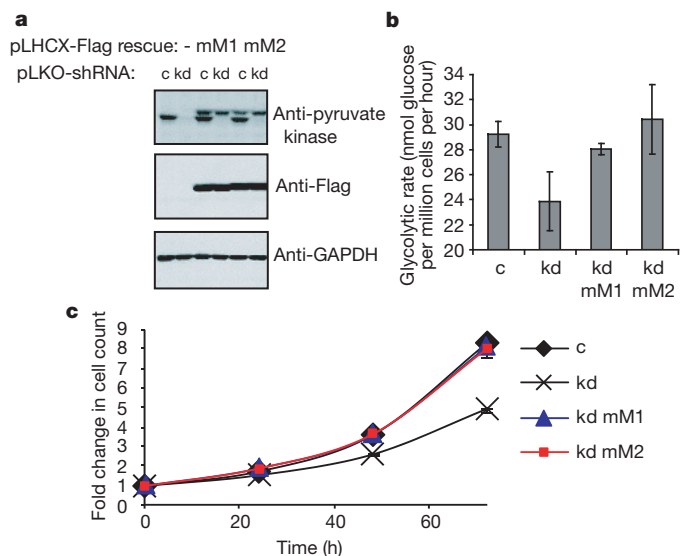 a
pLHCX-Flag rescue: - mM1 mM2
pLKO-shRNA: c kd c kd c kd
Anti-pyruvate
kinase
Anti-Flag
Anti-GAPDH
b
Glycolytic rate (nmol glucose
per million cells per hour)
34
32
30
28
26
24
22
20
c
kd
kd
mM1
kd
mM2
c
Fold change in cell count
9
8
7
6
5
4
3
2
1
0
0
20
40
60
Time (h)
c
kd
kd mM1
kd mM2